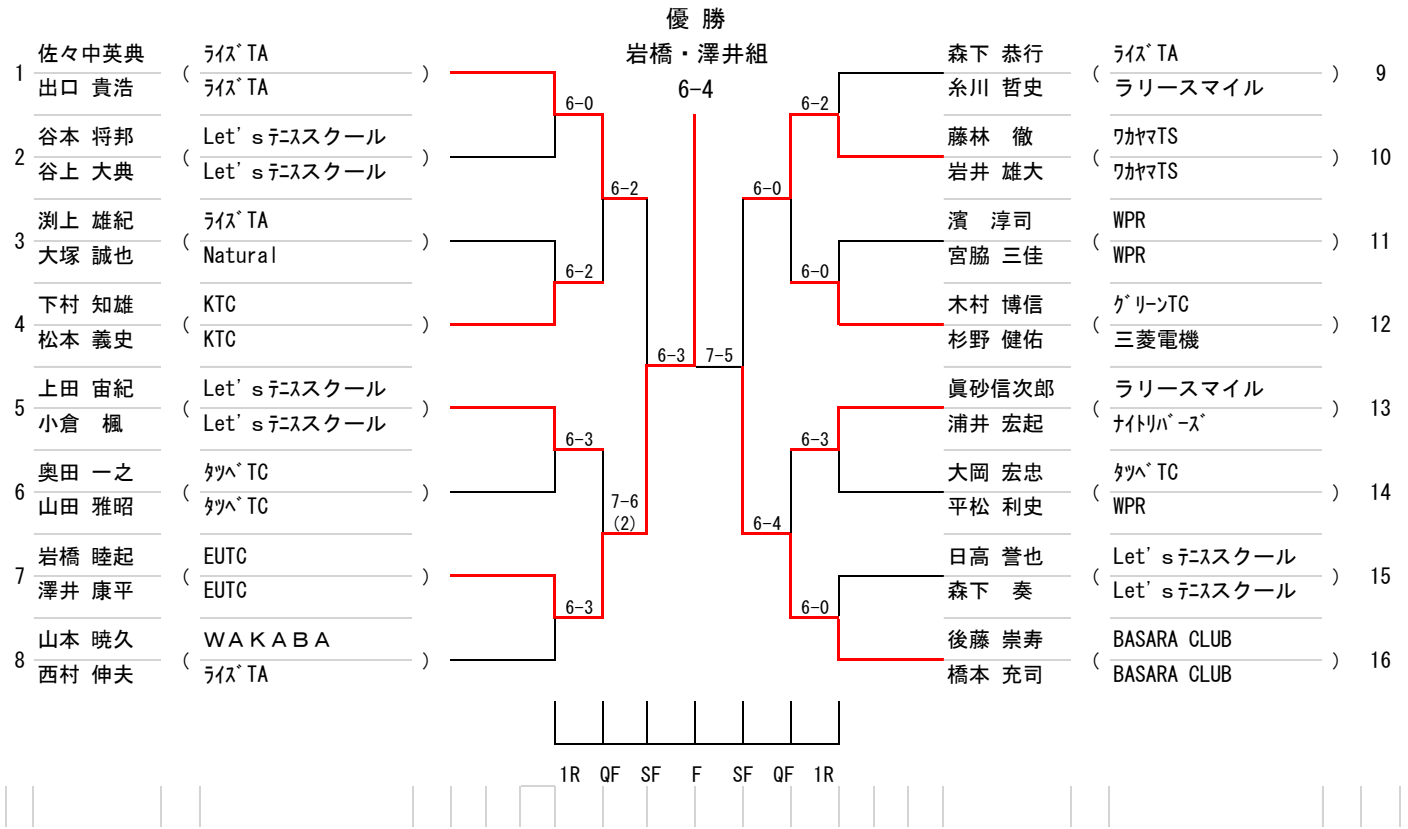 優 勝
岩橋・澤井組
6-4
1 佐々中英典 ( ﾗｲｽﾞTA )
出口 貴浩 ﾗｲｽﾞTA
6-0
2 谷本 将邦 ( Let'sﾃﾆｽスクール )
谷上 大典 Let'sﾃﾆｽスクール
6-2
3 渕上 雄紀 ( ﾗｲｽﾞTA )
大塚 誠也 Natural
6-2
4 下村 知雄 ( KTC )
松本 義史 KTC
6-3
5 上田 宙紀 ( Let'sﾃﾆｽスクール )
小倉 楓 Let'sﾃﾆｽスクール
6-3
6 奥田 一之 ( ﾀﾂﾍﾞTC )
山田 雅昭 ﾀﾂﾍﾞTC
7-6
(2)
7 岩橋 睦起 ( EUTC )
澤井 康平 EUTC
6-3
8 山本 暁久 ( ＷＡＫＡＢＡ )
西村 伸夫 ﾗｲｽﾞTA
森下 恭行 ( ﾗｲｽﾞTA ) 9
糸川 哲史 ラリースマイル
6-2
藤林 徹 ( ﾜｶﾔﾏTS ) 10
岩井 雄大 ﾜｶﾔﾏTS
6-0
濱 淳司 ( WPR ) 11
宮脇 三佳 WPR
6-0
木村 博信 ( ｸﾞﾘｰﾝTC ) 12
杉野 健佑 三菱電機
7-5
眞砂信次郎 ( ラリースマイル ) 13
浦井 宏起 ﾅｲﾄﾘﾊﾞｰｽﾞ
6-3
大岡 宏忠 ( ﾀﾂﾍﾞTC ) 14
平松 利史 WPR
6-4
日高 誉也 ( Let'sﾃﾆｽスクール ) 15
森下 奏 Let'sﾃﾆｽスクール
6-0
後藤 崇寿 ( BASARA CLUB ) 16
橋本 充司 BASARA CLUB
1R QF SF F SF QF 1R